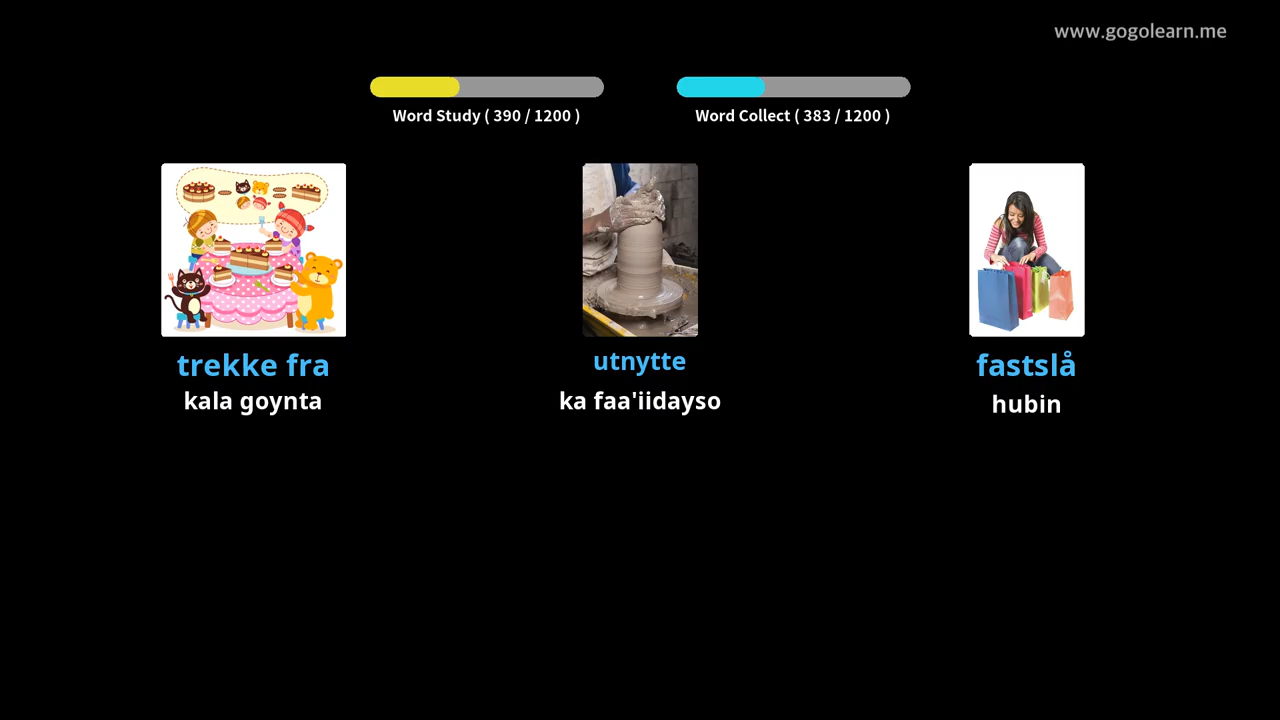 www.gogolearn.me
Word Study ( 390 / 1200 )
Word Collect ( 383 / 1200 )
trekke fra
kala goynta
utnytte
ka faa'iidayso
fastslå
hubin